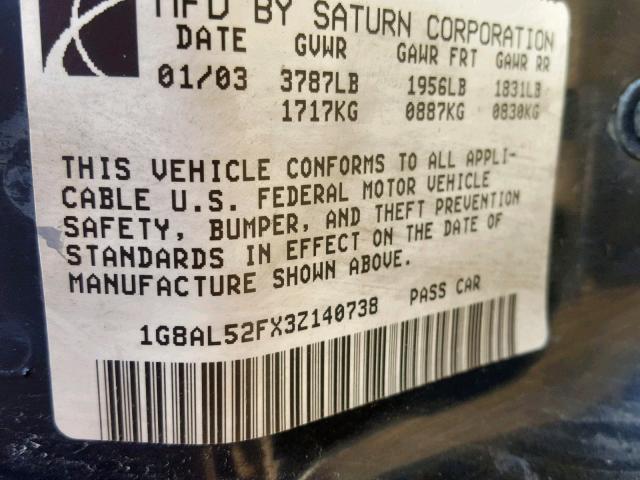 MFD BY SATURN CORPORATION
DATE GVWR GAWR FRT GAWR RR
01/03 3787LB 1956LB 1831LB
1717KG 0887KG 0830KG
THIS VEHICLE CONFORMS TO ALL APPLI-
CABLE U.S. FEDERAL MOTOR VEHICLE
SAFETY, BUMPER, AND THEFT PREVENTION
STANDARDS IN EFFECT ON THE DATE OF
MANUFACTURE SHOWN ABOVE.
1G8AL52FX3Z140738 PASS CAR